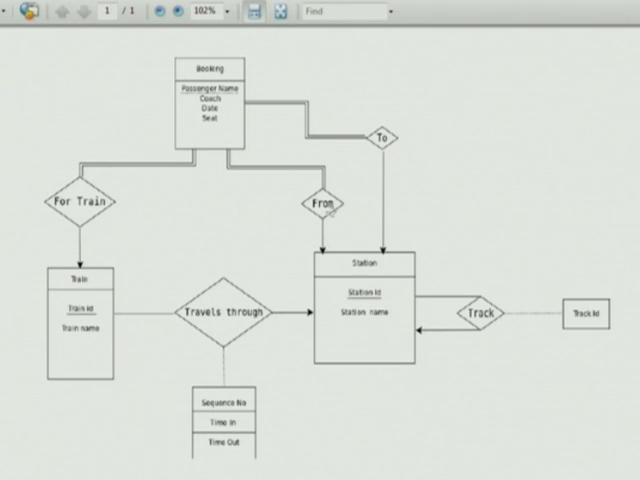 1 / 1
102%
Find
Booking
Passenger Name
Coach
Date
Seat
To
For Train
From
Station
Train
Station Id
Train Id
Travels through
Station name
Track
Track Id
Train name
Sequence No
Time In
Time Out